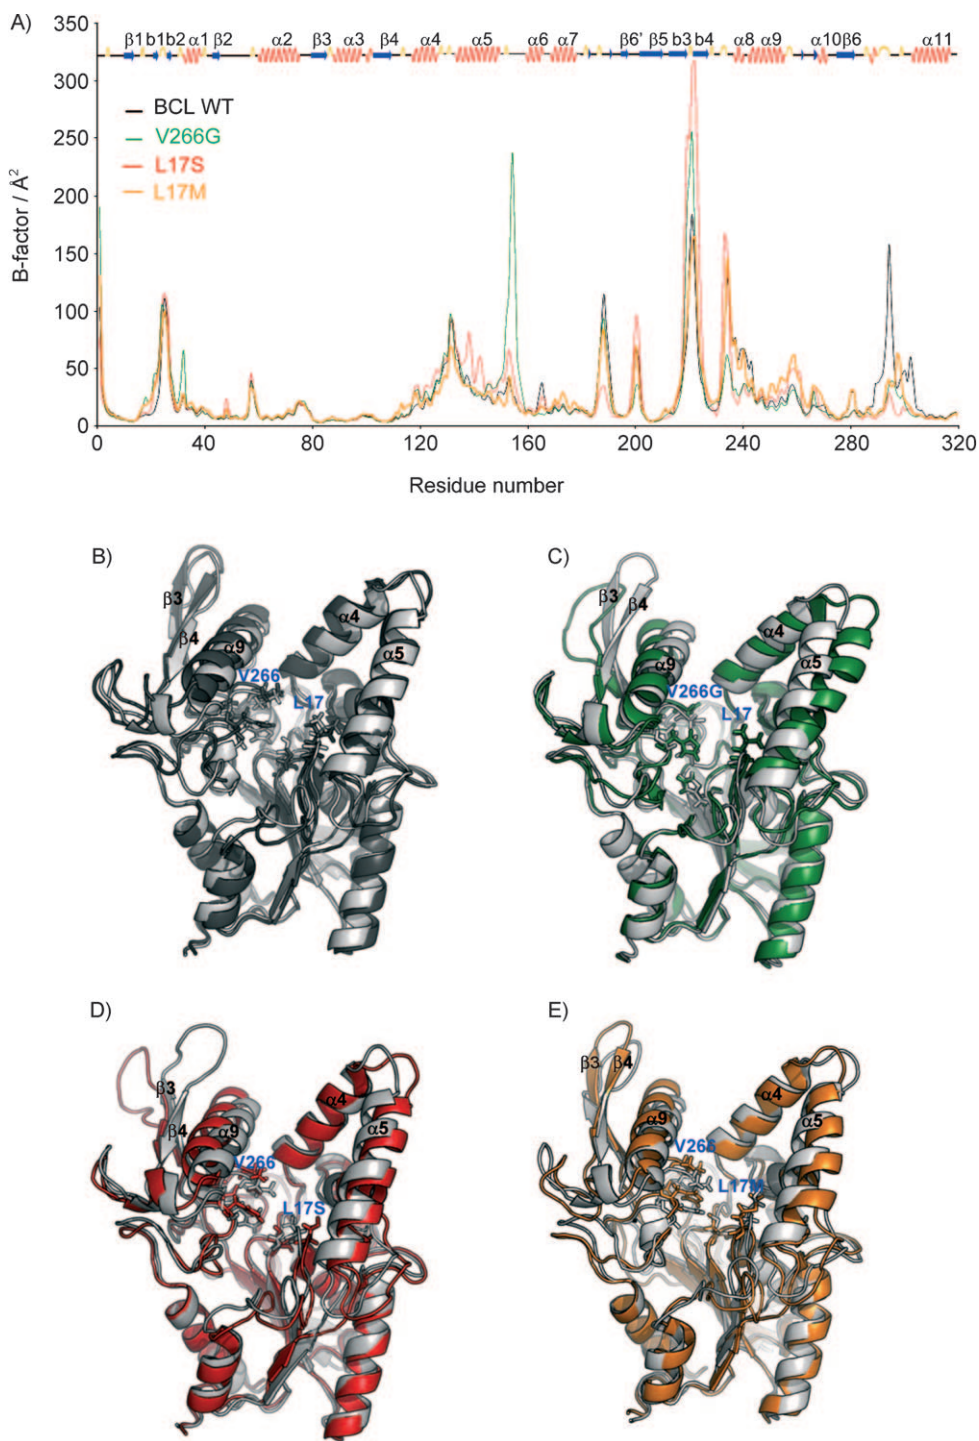 A)
β1 b1b2 α1 β2 α2 β3 α3 β4 α4 α5 α6 α7 β6' β5 b3 b4 α8 α9 α10 β6 α11
350
300
250
200
150
100
50
0
B-factor / Å²
BCL WT
V266G
L17S
L17M
0 40 80 120 160 200 240 280 320
Residue number
B)
β3
β4
α9
α4
α5
V266
L17
C)
β3
β4
α9
α4
α5
V266G
L17
D)
β3
β4
α9
α4
α5
V266
L17S
E)
β3
β4
α9
α4
α5
V266
L17M